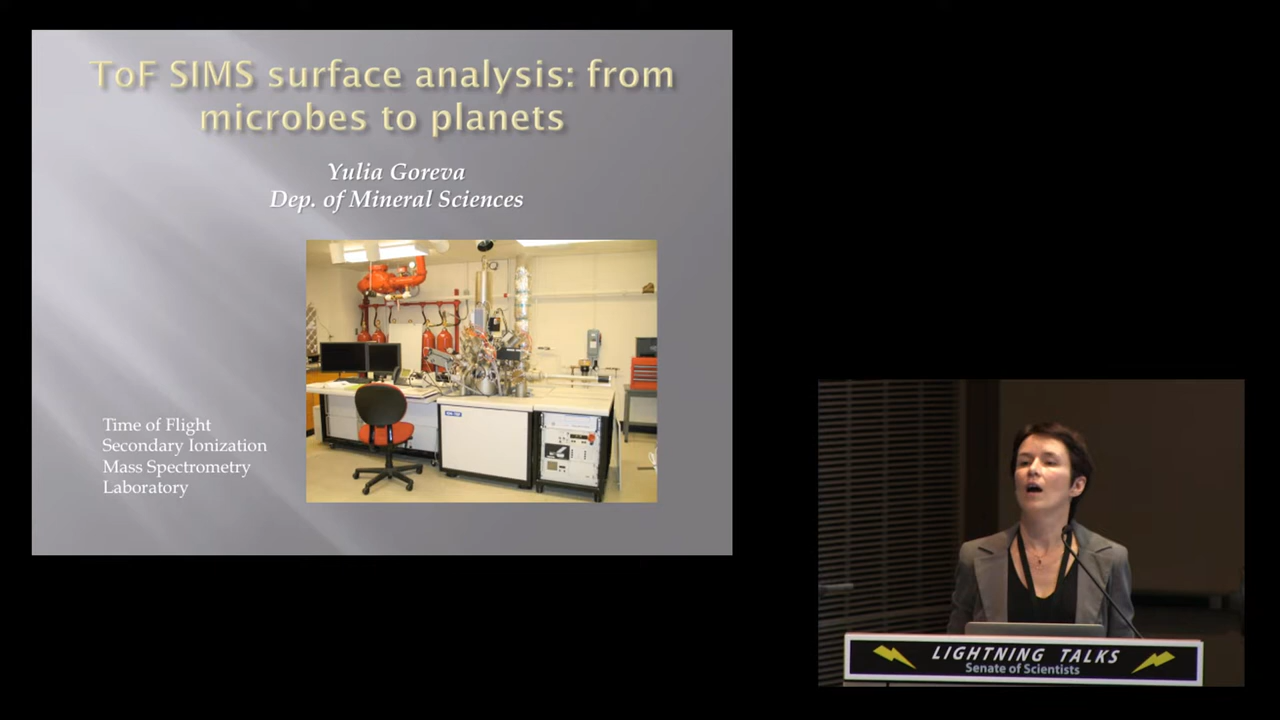 ToF SIMS surface analysis: from
microbes to planets
Yulia Goreva
Dep. of Mineral Sciences
Time of Flight
Secondary Ionization
Mass Spectrometry
Laboratory
LIGHTNING TALKS
Senate of Scientists